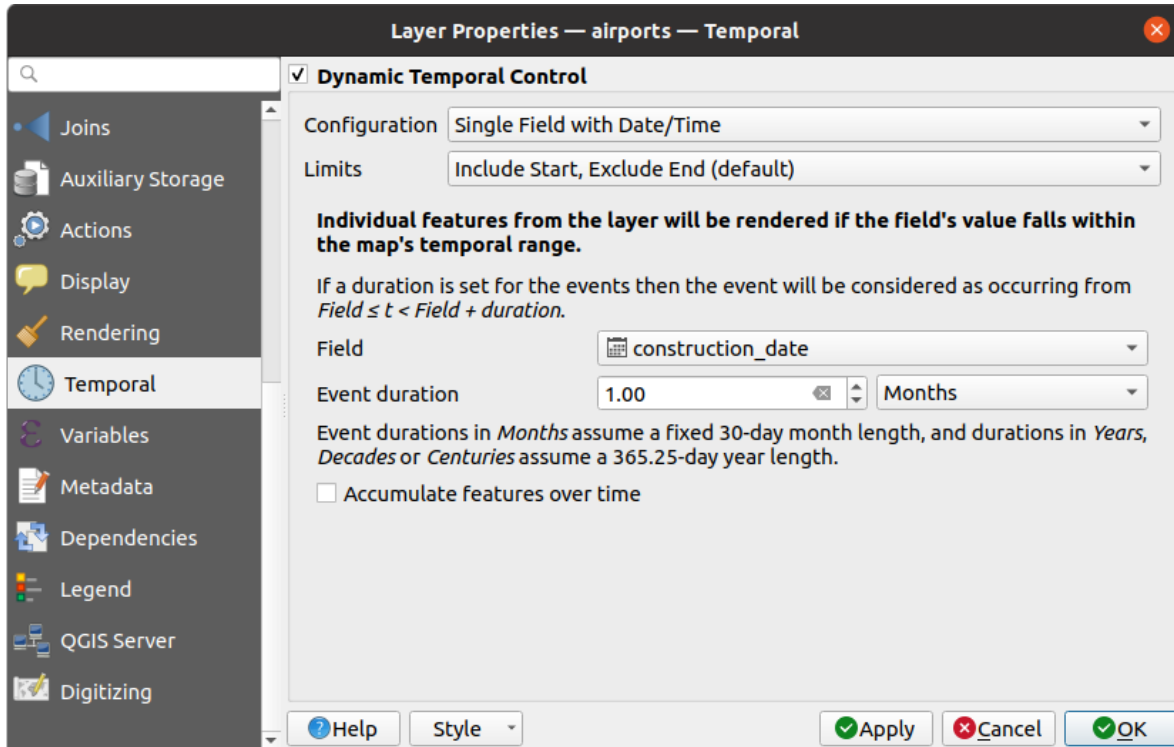 Layer Properties — airports — Temporal
Joins
Auxiliary Storage
Actions
Display
Rendering
Temporal
Variables
Metadata
Dependencies
Legend
QGIS Server
Digitizing
Dynamic Temporal Control
Configuration Single Field with Date/Time
Limits Include Start, Exclude End (default)
Individual features from the layer will be rendered if the field's value falls within
the map's temporal range.
If a duration is set for the events then the event will be considered as occurring from
Field ≤ t < Field + duration.
Field construction_date
Event duration 1.00 Months
Event durations in Months assume a fixed 30-day month length, and durations in Years,
Decades or Centuries assume a 365.25-day year length.
Accumulate features over time
Help Style Apply Cancel OK